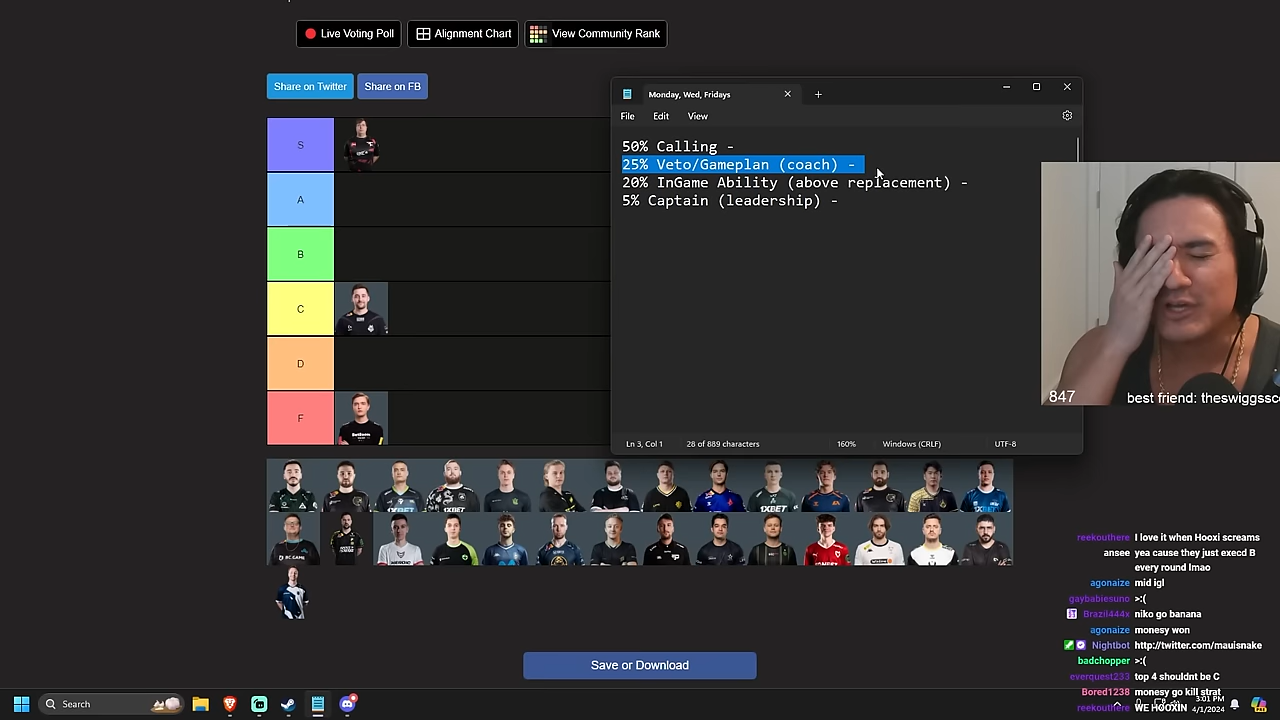 Live Voting Poll
Alignment Chart
View Community Rank
Share on Twitter
Share on FB
Monday, Wed, Fridays
File
Edit
View
50% Calling -
25% Veto/Gameplan (coach) -
20% InGame Ability (above replacement) -
5% Captain (leadership) -
Ln 3, Col 1
28 of 889 characters
160%
Windows (CRLF)
UTF-8
S
A
B
C
D
F
847
best friend: theswiggssc
reekouthere I love it when Hooxi screams
ansee yea cause they just execd B
every round lmao
agonaize mid igl
gaybabiesuno >:(
Brazil444x niko go banana
agonaize monesy won
Nightbot http://twitter.com/mauisnake
badchopper >:(
everquest233 top 4 shouldnt be C
Bored1238 monesy go kill strat
reekouthere WE HOOXIN
1XBET
1XBET
1XBET
BC.GAME
Save or Download
Search
3:01 PM
4/1/2024